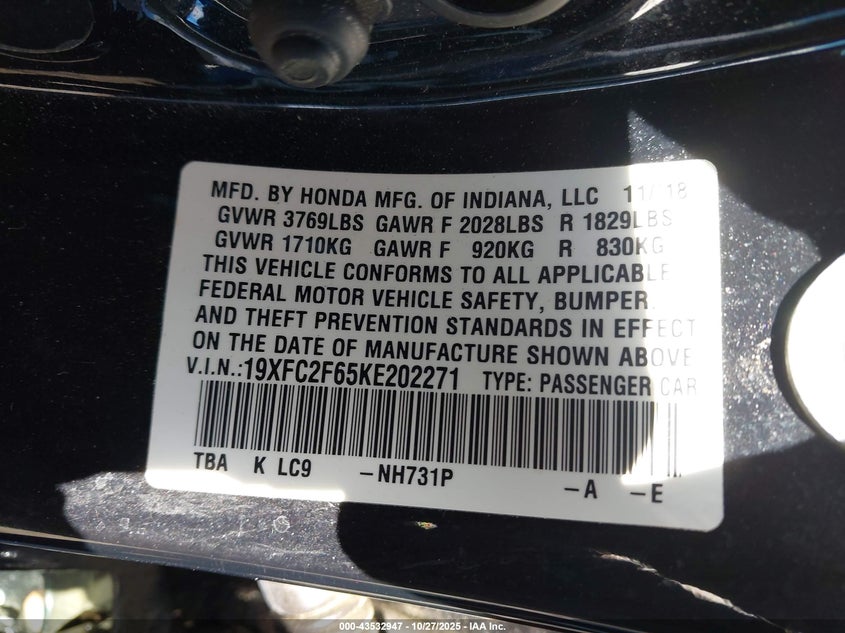 MFD. BY HONDA MFG. OF INDIANA, LLC 11/18
GVWR 3769LBS GAWR F 2028LBS R 1829LBS
GVWR 1710KG GAWR F 920KG R 830KG
THIS VEHICLE CONFORMS TO ALL APPLICABLE
FEDERAL MOTOR VEHICLE SAFETY, BUMPER,
AND THEFT PREVENTION STANDARDS IN EFFECT
ON THE DATE OF MANUFACTURE SHOWN ABOVE
V.I.N.:19XFC2F65KE202271 TYPE: PASSENGER CAR
TBA K LC9 -NH731P -A -E
000-43532947 - 10/27/2025 - IAA Inc.